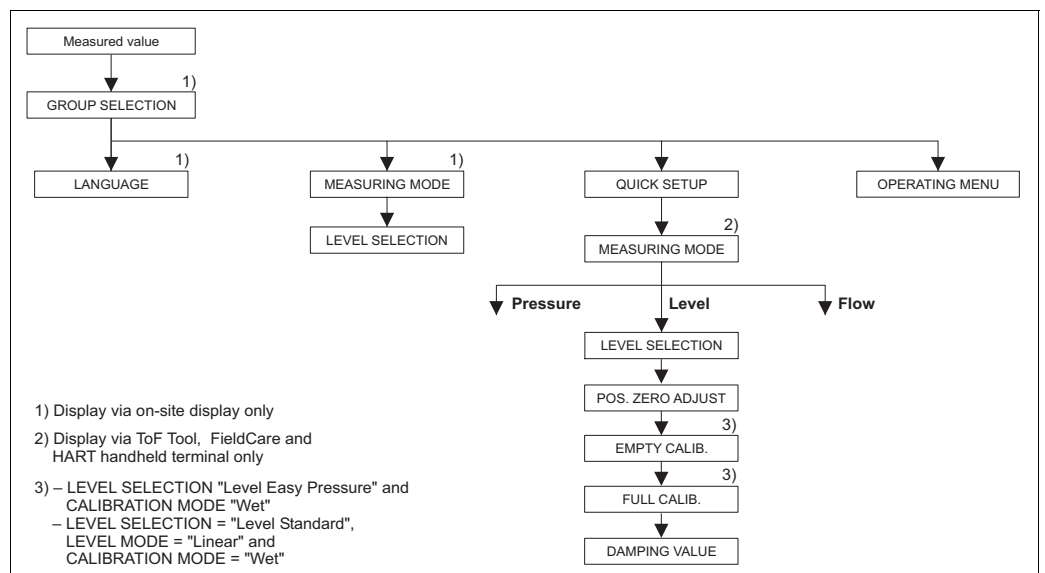 Measured value
1)
GROUP SELECTION
1)
LANGUAGE
1)
MEASURING MODE
QUICK SETUP
OPERATING MENU
LEVEL SELECTION
2)
MEASURING MODE
Pressure
Level
Flow
LEVEL SELECTION
POS. ZERO ADJUST
3)
EMPTY CALIB.
3)
FULL CALIB.
DAMPING VALUE
1) Display via on-site display only
2) Display via ToF Tool, FieldCare and
HART handheld terminal only
3) – LEVEL SELECTION "Level Easy Pressure" and
CALIBRATION MODE "Wet"
– LEVEL SELECTION = "Level Standard",
LEVEL MODE = "Linear" and
CALIBRATION MODE = "Wet"